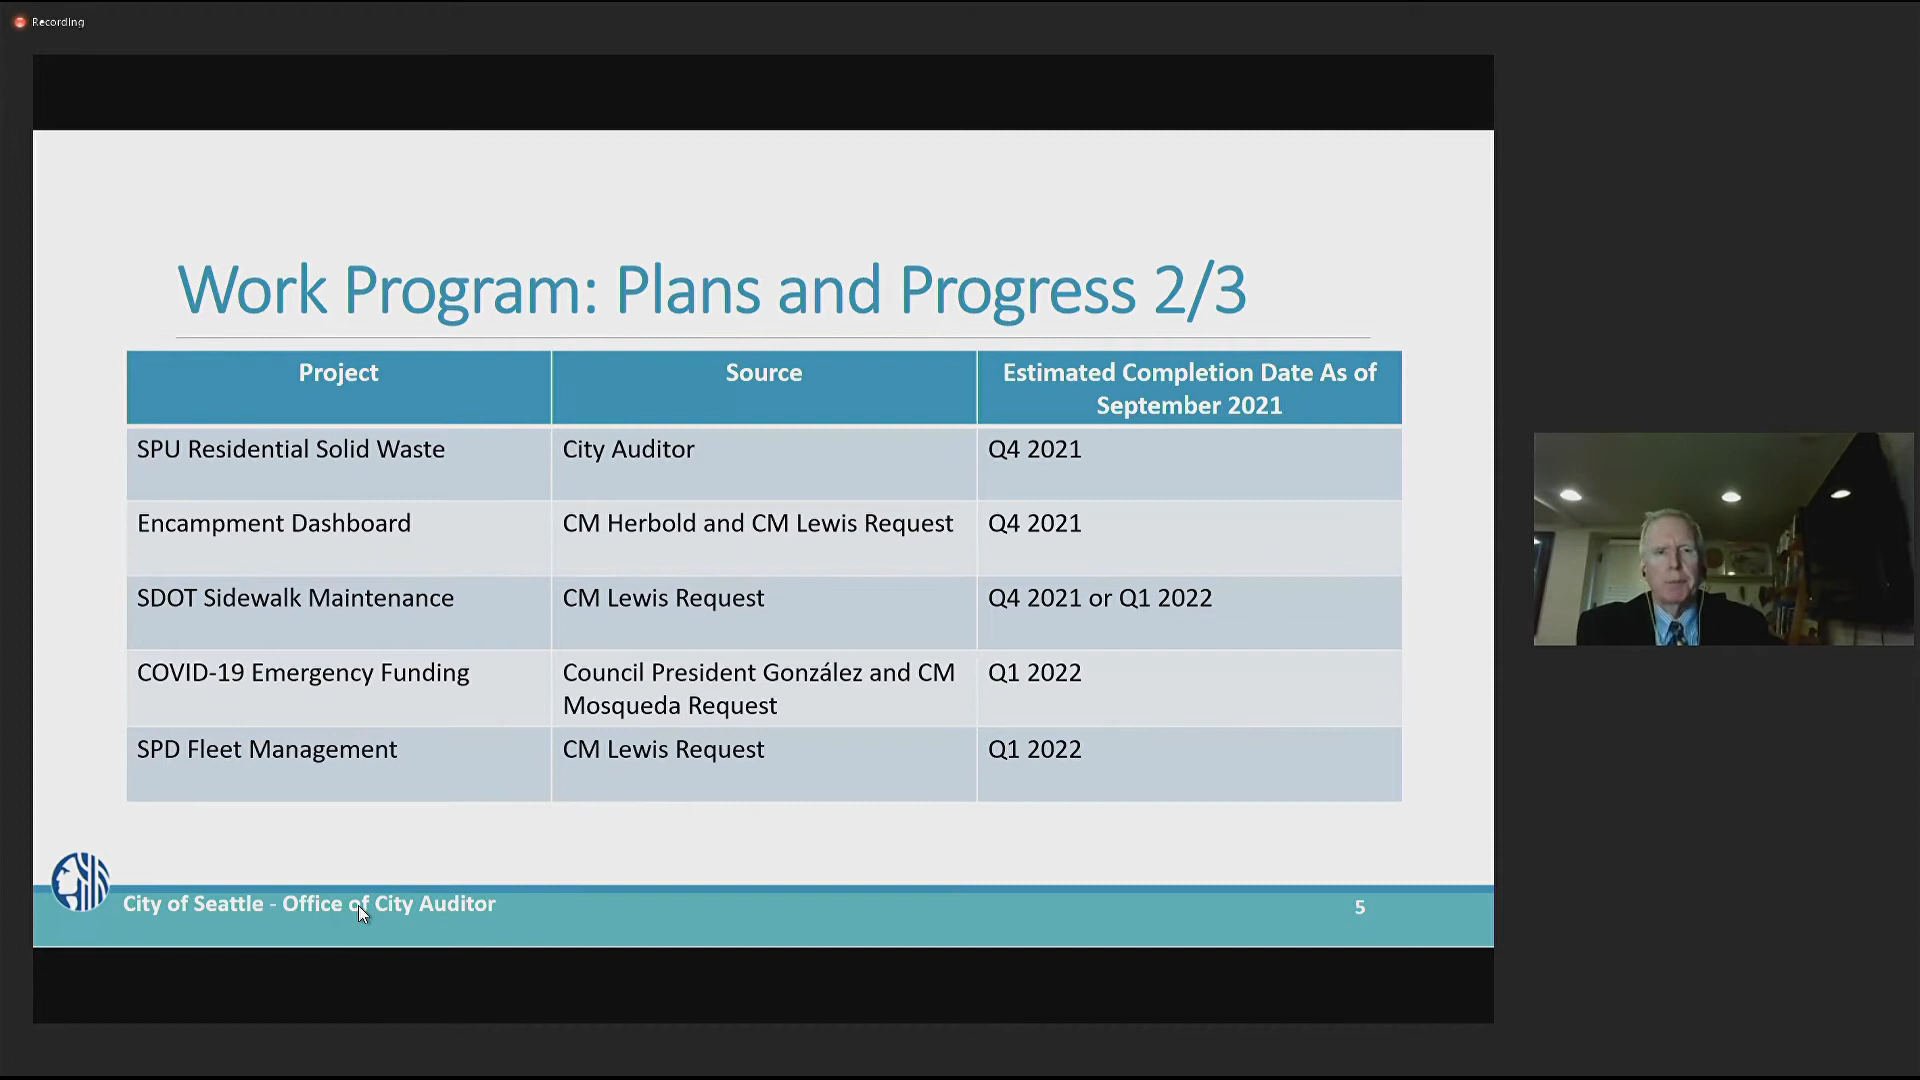 Recording
Work Program: Plans and Progress 2/3
Project
Source
Estimated Completion Date As of
September 2021
SPU Residential Solid Waste
City Auditor
Q4 2021
Encampment Dashboard
CM Herbold and CM Lewis Request
Q4 2021
SDOT Sidewalk Maintenance
CM Lewis Request
Q4 2021 or Q1 2022
COVID-19 Emergency Funding
Council President González and CM
Mosqueda Request
Q1 2022
SPD Fleet Management
CM Lewis Request
Q1 2022
City of Seattle - Office of City Auditor
5